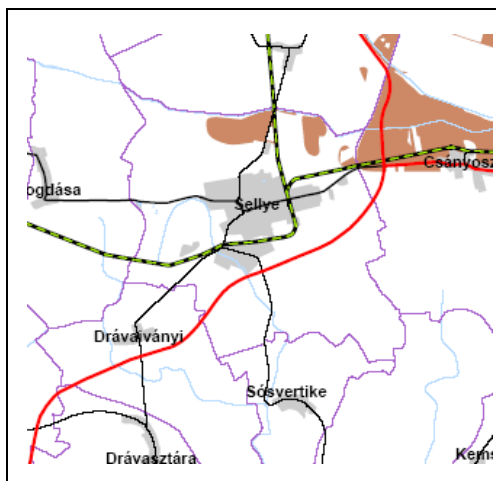 Csányosz
ogdása
Sellye
Drávaiványi
Sósvertike
Drávasztára
Kems